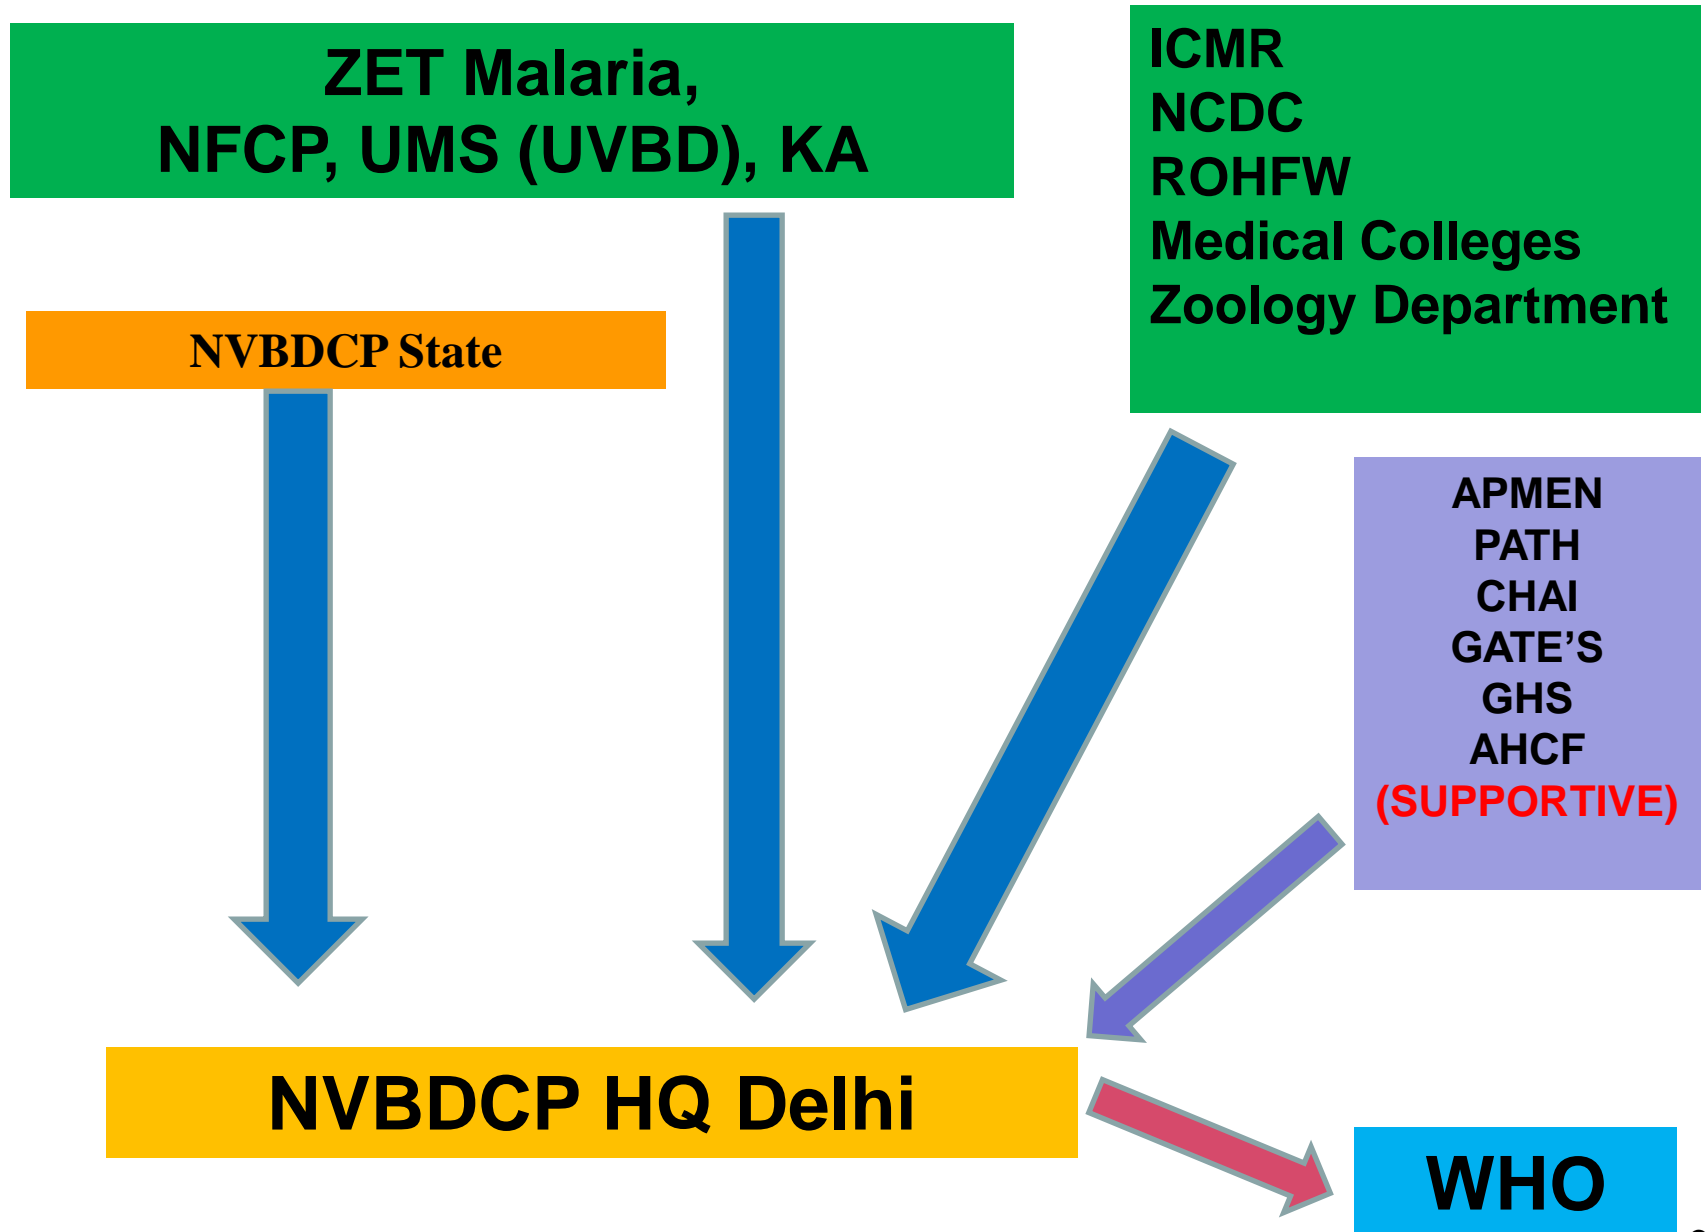 ZET Malaria,
NFCP, UMS (UVBD), KA
ICMR
NCDC
ROHFW
Medical Colleges
Zoology Department
NVBDCP State
APMEN
PATH
CHAI
GATE’S
GHS
AHCF
(SUPPORTIVE)
NVBDCP HQ Delhi
WHO